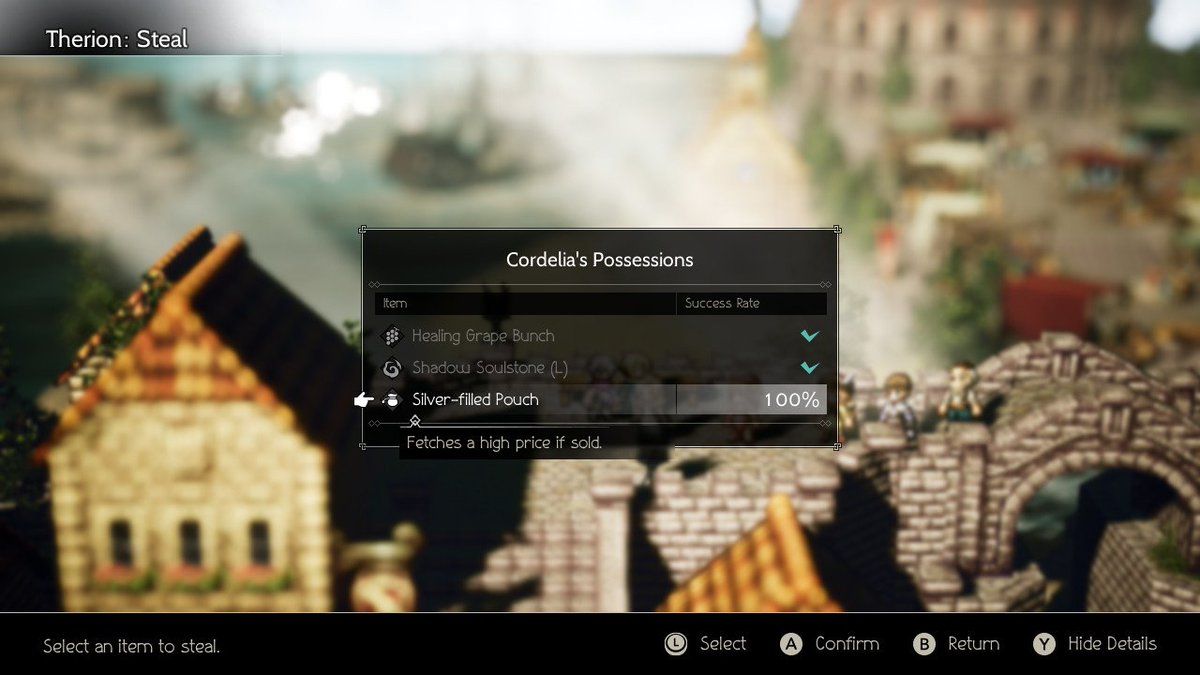 Therion: Steal
Cordelia's Possessions
Item Success Rate
Healing Grape Bunch
Shadow Soulstone (L)
Silver-filled Pouch 100%
Fetches a high price if sold.
Select an item to steal. L Select A Confirm B Return Y Hide Details